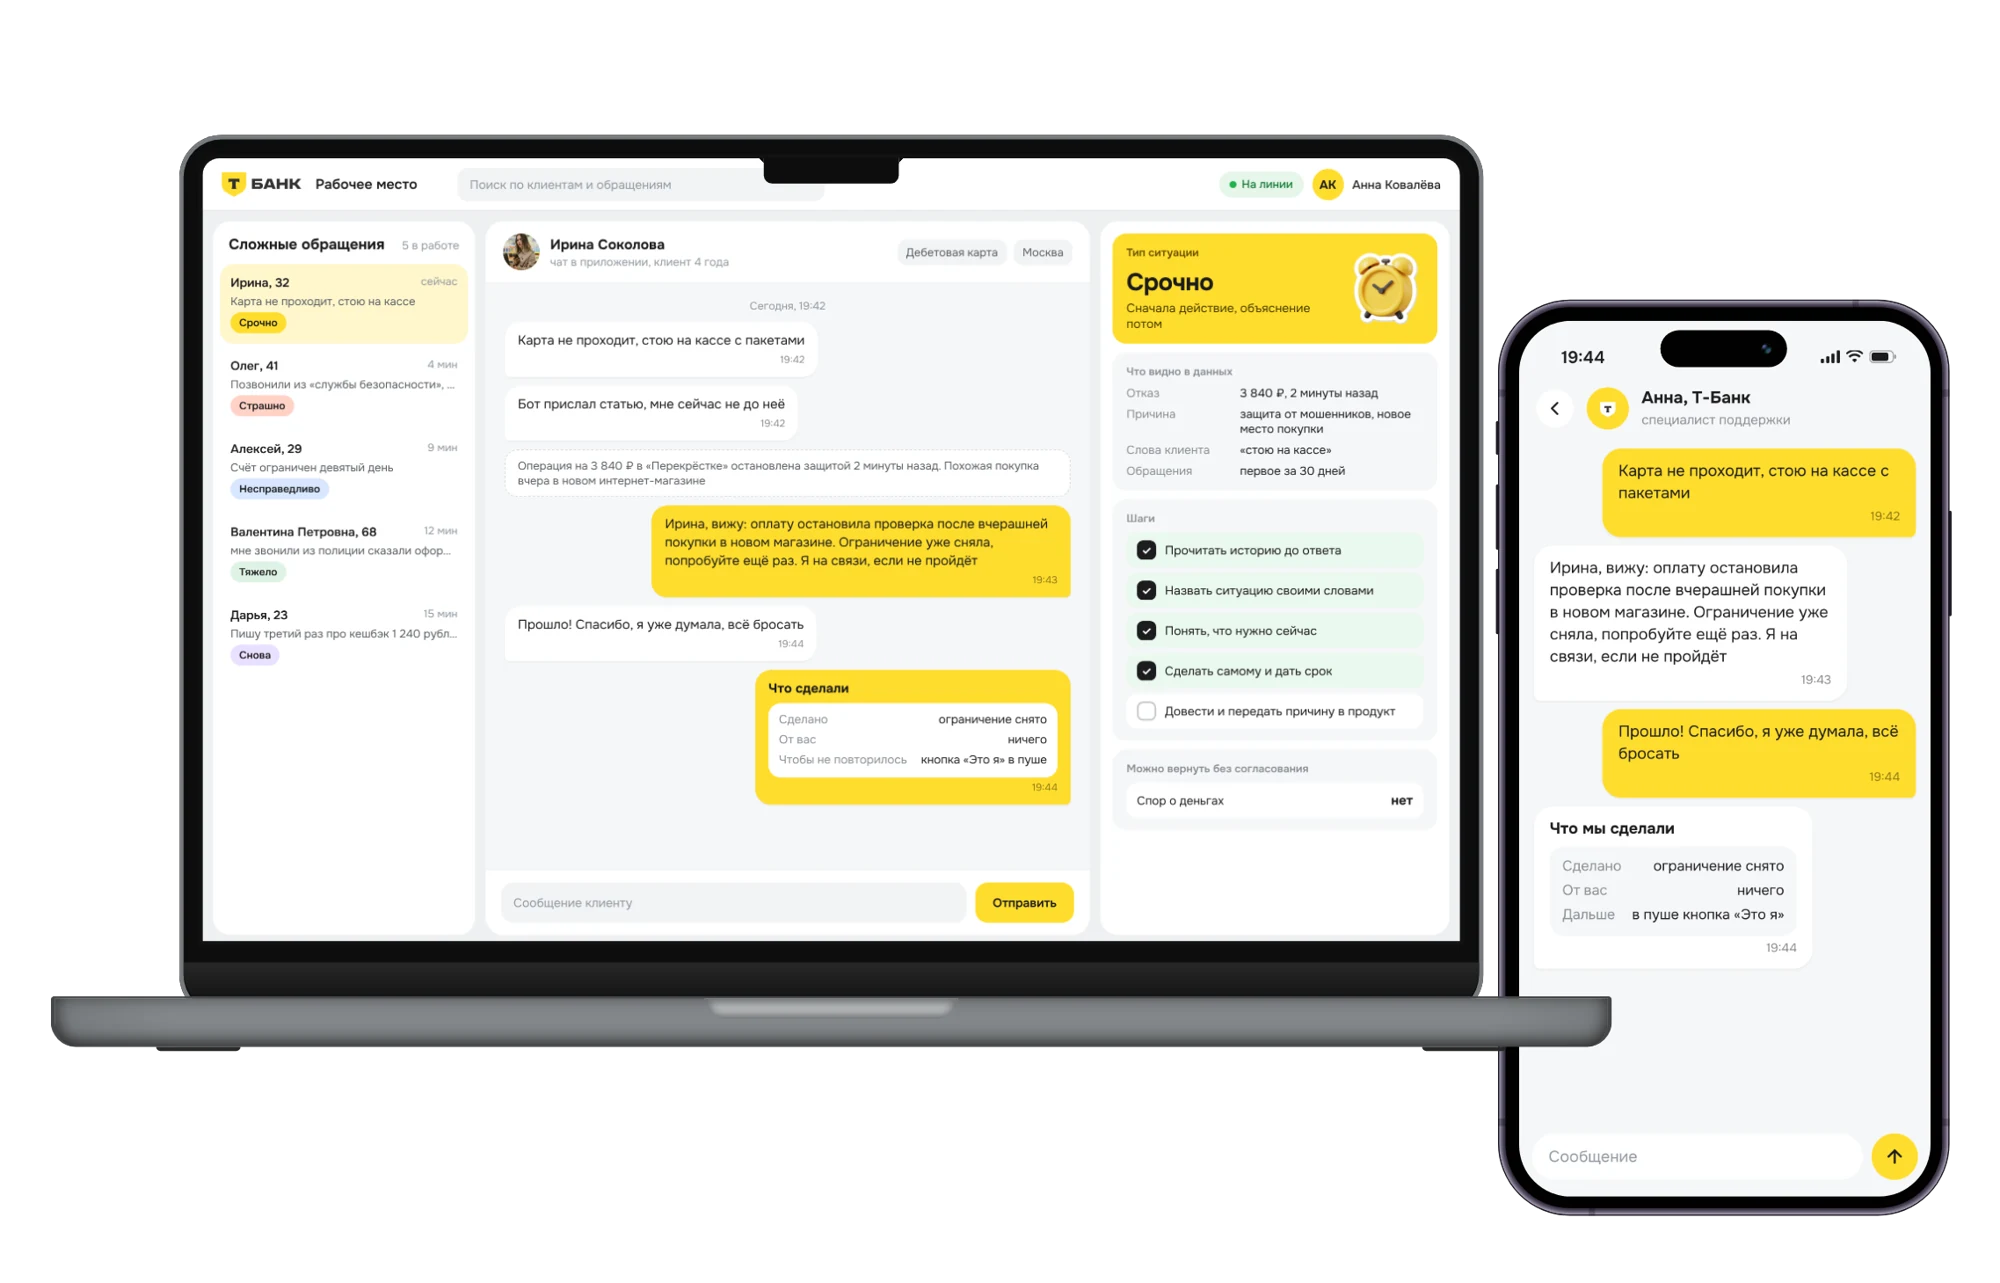 Т БАНК Рабочее место
Поиск по клиентам и обращениям
На линии
АК
Анна Ковалёва
Сложные обращения 5 в работе
Ирина, 32 сейчас
Карта не проходит, стою на кассе
Срочно
Олег, 41 4 мин
Позвонили из «службы безопасности», ...
Страшно
Алексей, 29 9 мин
Счёт ограничен девятый день
Несправедливо
Валентина Петровна, 68 12 мин
мне звонили из полиции сказали офор...
Тяжело
Дарья, 23 15 мин
Пишу третий раз про кешбэк 1 240 рубл...
Снова
Ирина Соколова
чат в приложении, клиент 4 года
Дебетовая карта
Москва
Сегодня, 19:42
Карта не проходит, стою на кассе с пакетами
19:42
Бот прислал статью, мне сейчас не до неё
19:42
Операция на 3 840 ₽ в «Перекрёстке» остановлена защитой 2 минуты назад. Похожая покупка
вчера в новом интернет-магазине
Ирина, вижу: оплату остановила проверка после вчерашней
покупки в новом магазине. Ограничение уже сняла,
попробуйте ещё раз. Я на связи, если не пройдёт
19:43
Прошло! Спасибо, я уже думала, всё бросать
19:44
Что сделали
Сделано ограничение снято
От вас ничего
Чтобы не повторилось кнопка «Это я» в пуше
19:44
Сообщение клиенту
Отправить
Тип ситуации
Срочно
Сначала действие, объяснение
потом
Что видно в данных
Отказ 3 840 ₽, 2 минуты назад
Причина защита от мошенников, новое
место покупки
Слова клиента «стою на кассе»
Обращения первое за 30 дней
Шаги
Прочитать историю до ответа
Назвать ситуацию своими словами
Понять, что нужно сейчас
Сделать самому и дать срок
Довести и передать причину в продукт
Можно вернуть без согласования
Спор о деньгах нет
19:44
Т
Анна, Т-Банк
специалист поддержки
Карта не проходит, стою на кассе с
пакетами
19:42
Ирина, вижу: оплату остановила
проверка после вчерашней покупки
в новом магазине. Ограничение уже
сняла, попробуйте ещё раз. Я на
связи, если не пройдёт
19:43
Прошло! Спасибо, я уже думала, всё
бросать
19:44
Что мы сделали
Сделано ограничение снято
От вас ничего
Дальше в пуше кнопка «Это я»
19:44
Сообщение